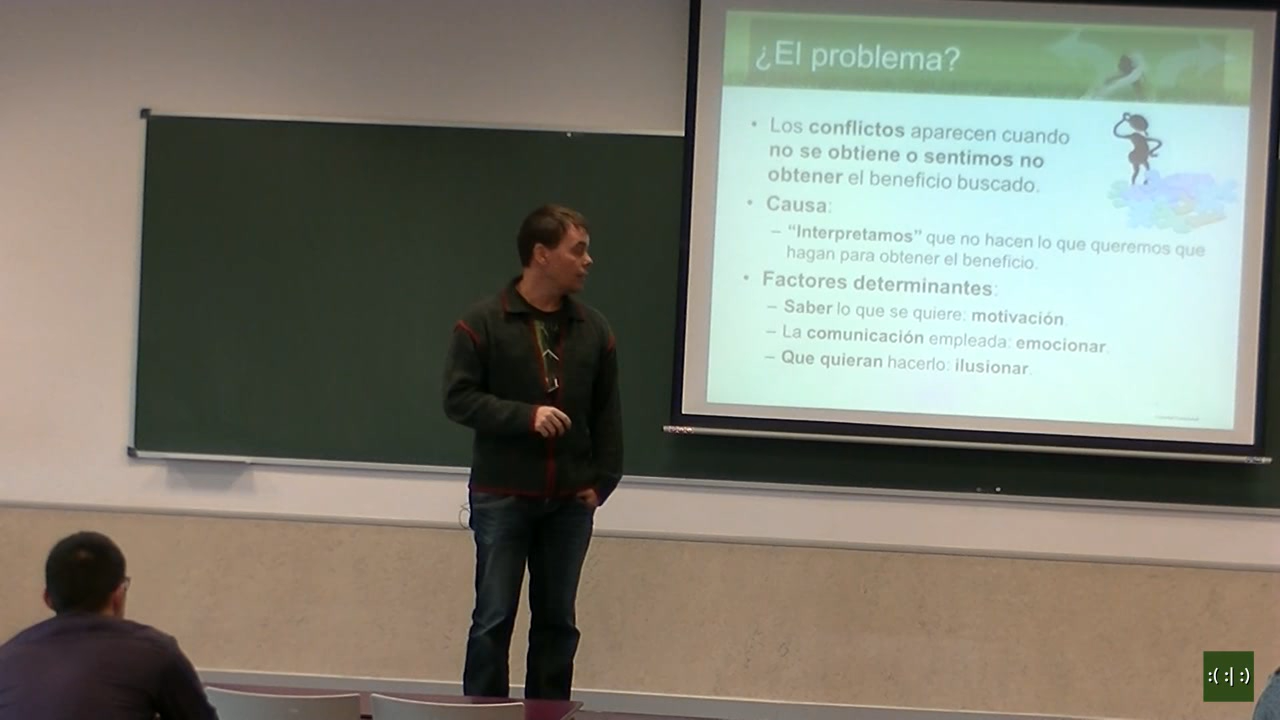 ¿El problema?
• Los conflictos aparecen cuando
no se obtiene o sentimos no
obtener el beneficio buscado.
• Causa:
– “Interpretamos” que no hacen lo que queremos que
hagan para obtener el beneficio.
• Factores determinantes:
– Saber lo que se quiere: motivación.
– La comunicación empleada: emocionar.
– Que quieran hacerlo: ilusionar.
:( :| :)